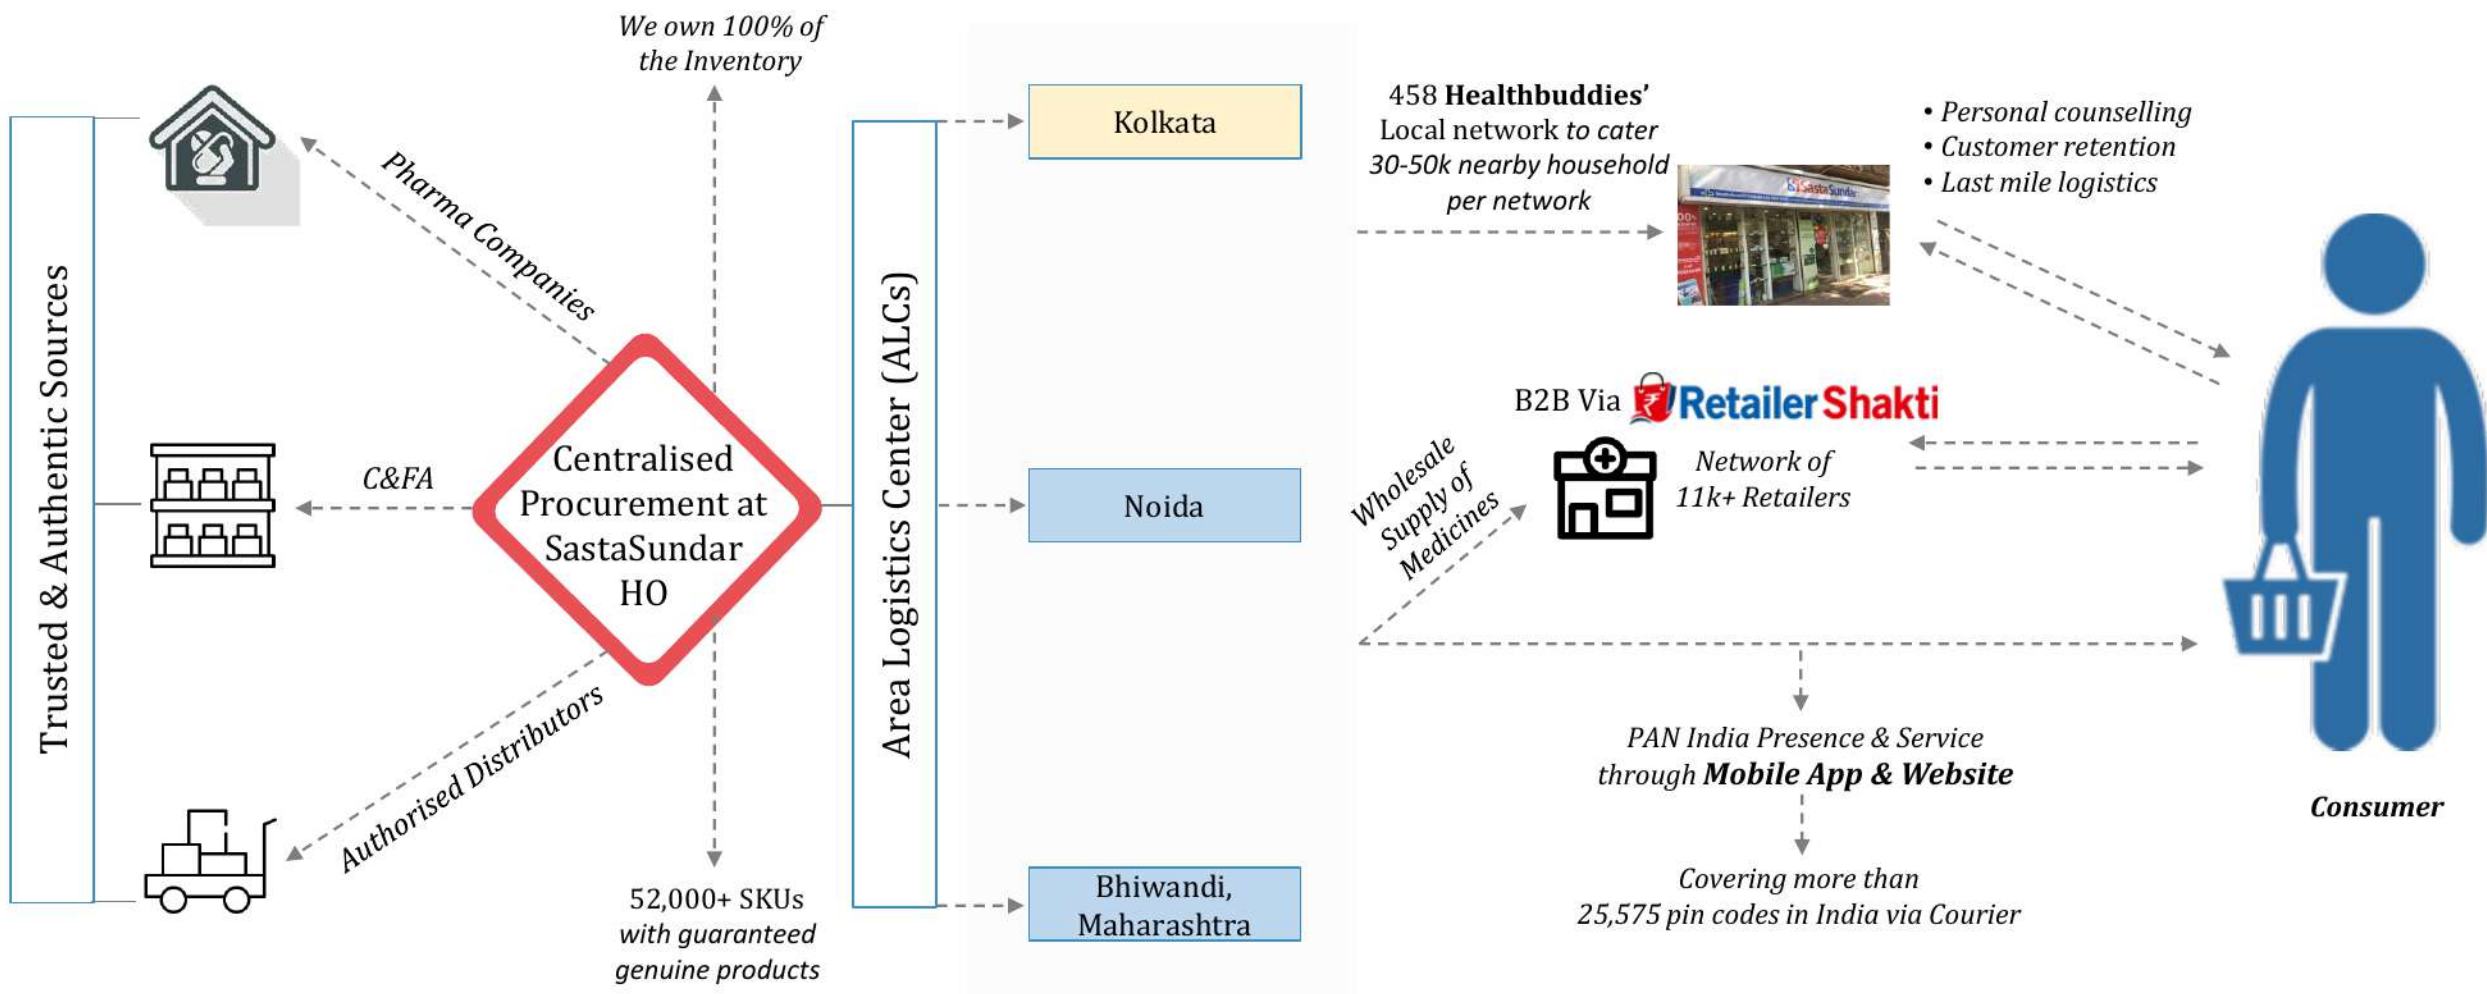 We own 100% of
the Inventory
Trusted & Authentic Sources
Pharma Companies
C&FA
Authorised Distributors
Centralised
Procurement at
SastaSundar
HO
52,000+ SKUs
with guaranteed
genuine products
Area Logistics Center (ALCs)
Kolkata
Noida
Bhiwandi,
Maharashtra
458 Healthbuddies’
Local network to cater
30-50k nearby household
per network
SastaSundar
• Personal counselling
• Customer retention
• Last mile logistics
B2B Via RetailerShakti
Network of
11k+ Retailers
Wholesale
Supply of
Medicines
PAN India Presence & Service
through Mobile App & Website
Covering more than
25,575 pin codes in India via Courier
Consumer